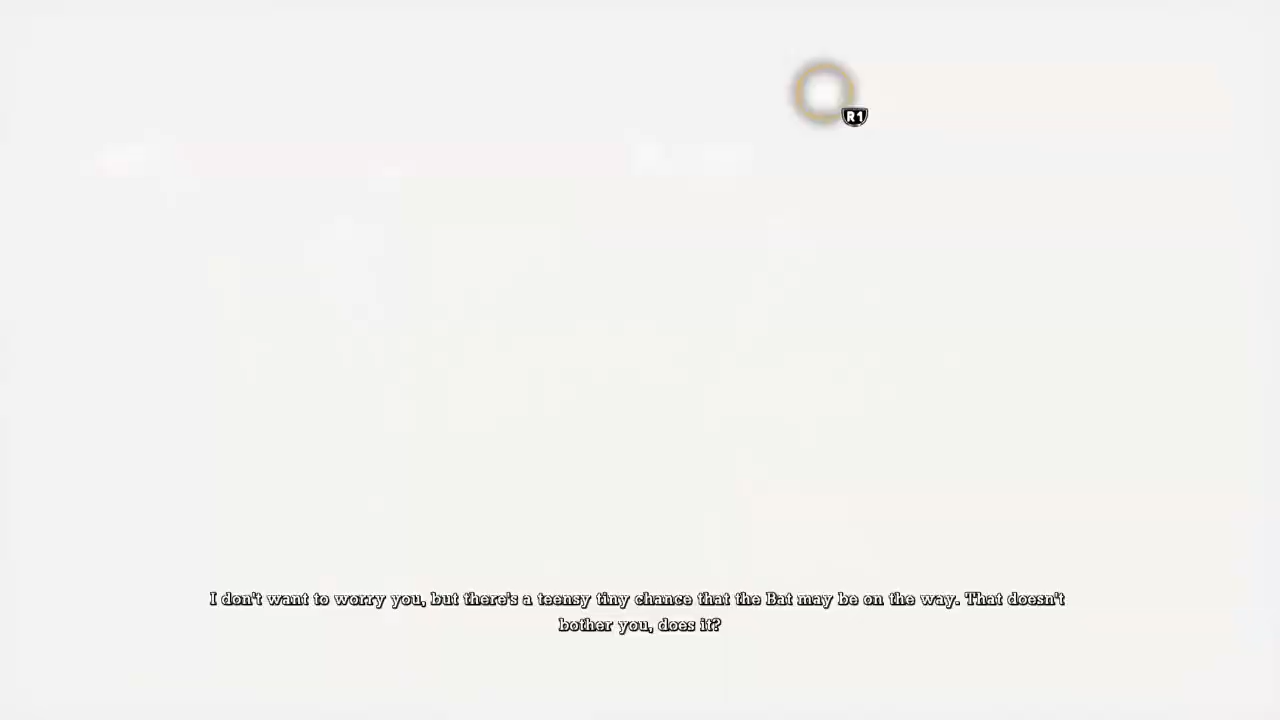 R1
I don't want to worry you, but there's a teensy tiny chance that the Bat may be on the way. That doesn't
bother you, does it?